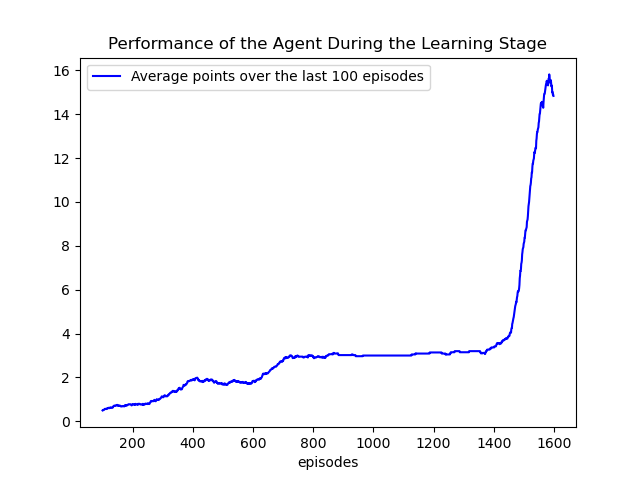 Performance of the Agent During the Learning Stage
Average points over the last 100 episodes
16
14
12
10
8
6
4
2
0
200 400 600 800 1000 1200 1400 1600
episodes